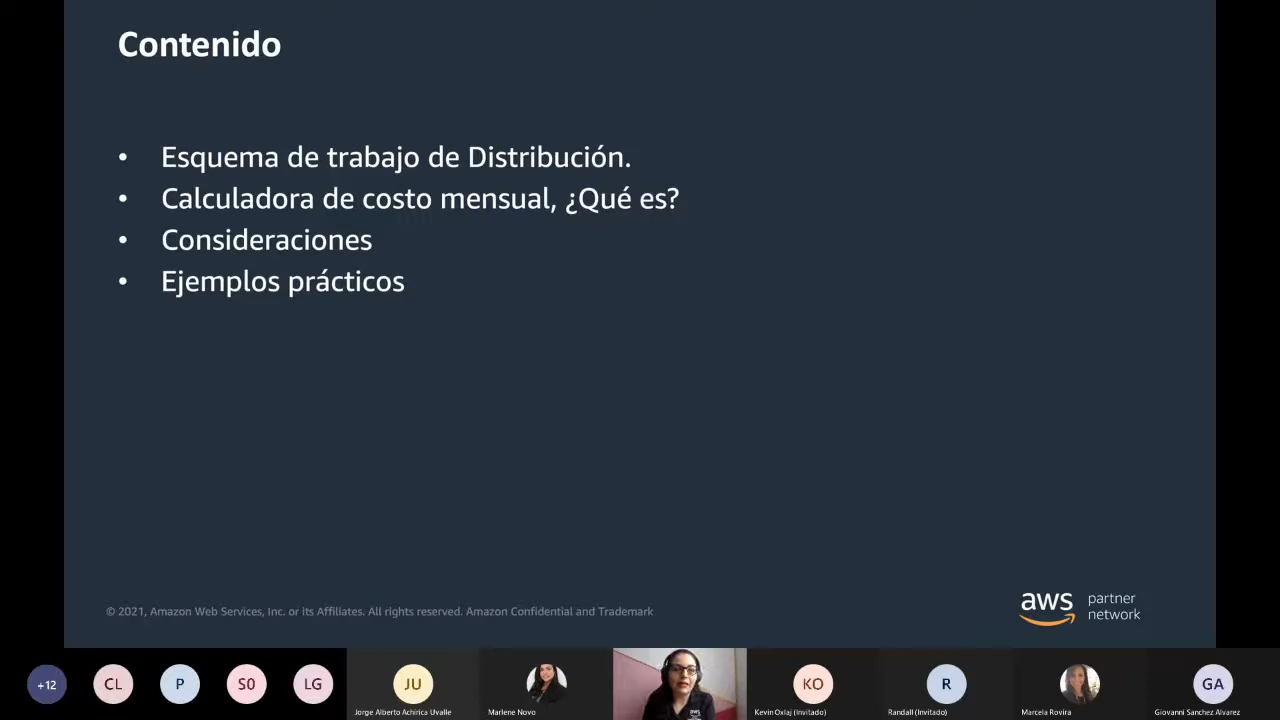 Contenido
• Esquema de trabajo de Distribución.
• Calculadora de costo mensual, ¿Qué es?
• Consideraciones
• Ejemplos prácticos
© 2021, Amazon Web Services, Inc. or its Affiliates. All rights reserved. Amazon Confidential and Trademark
aws partner
network
+12
CL
P
S0
LG
JU
Jorge Alberto Achirica Uvalle
Marlene Novo
aws
KO
Kevin Oxlaj (Invitado)
R
Randall (Invitado)
Marcela Rovira
GA
Giovanni Sanchez Alvarez